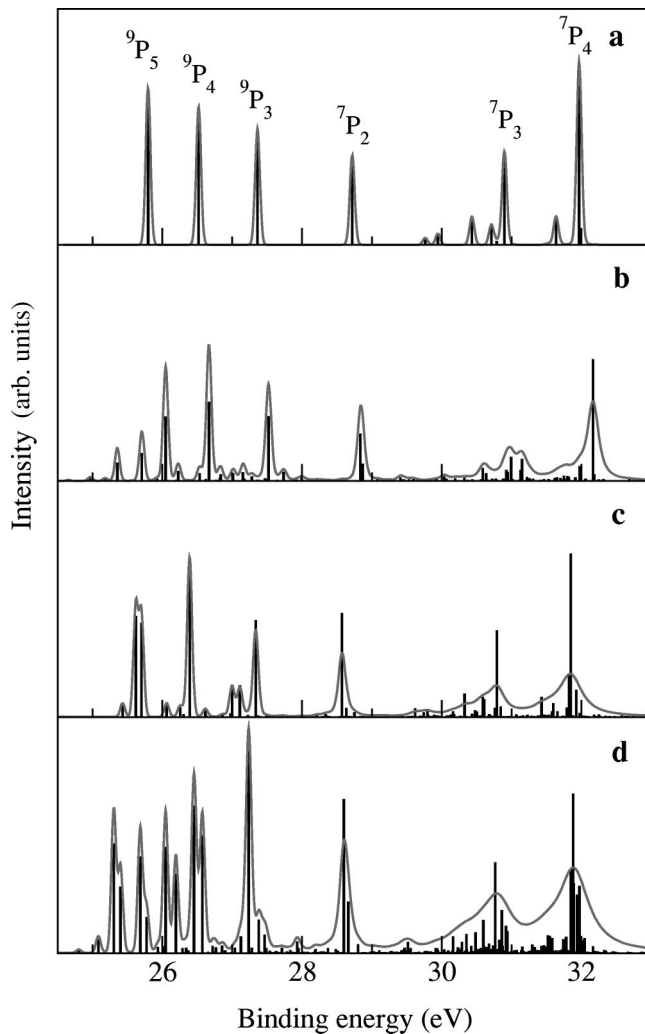 a
⁷P₄
⁹P₅
⁹P₄
⁹P₃
⁷P₃
⁷P₂
b
c
d
Intensity (arb. units)
26 28 30 32
Binding energy (eV)